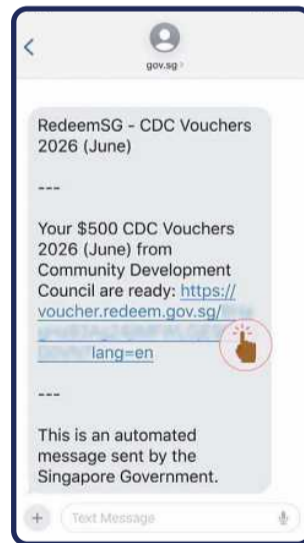 gov.sg
RedeemSG - CDC Vouchers
2026 (June)
---
Your $500 CDC Vouchers
2026 (June) from
Community Development
Council are ready: https://
voucher.redeem.gov.sg/
lang=en
---
This is an automated
message sent by the
Singapore Government.
Text Message